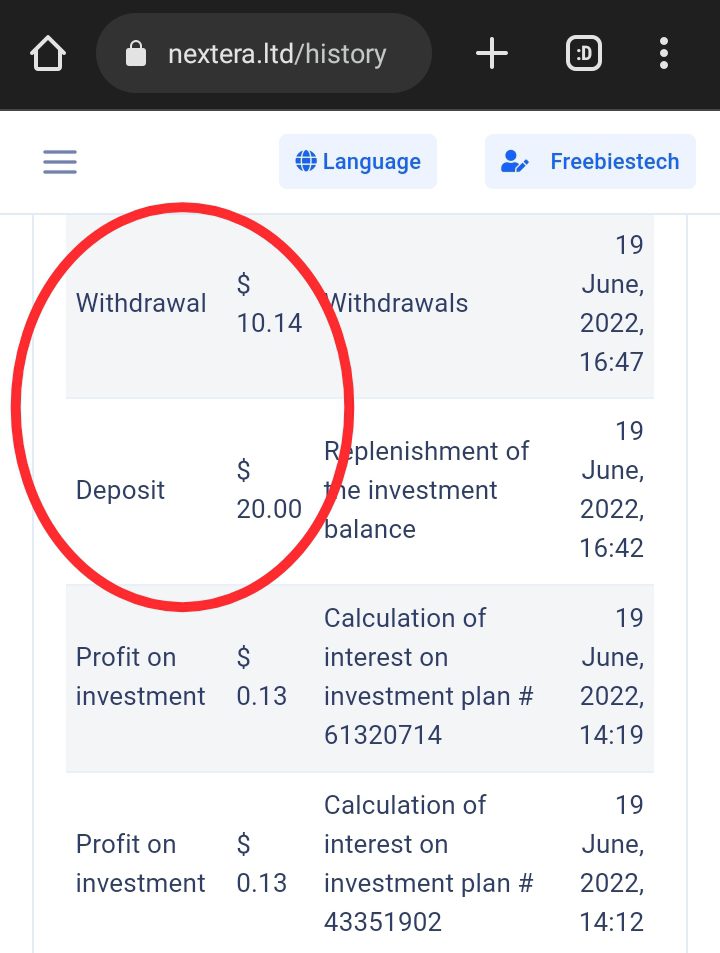 :D
nextera.ltd/history
Language
Freebiestech
Withdrawal
$
10.14
Withdrawals
19
June,
2022,
16:47
Deposit
$
20.00
Replenishment of
the investment
balance
19
June,
2022,
16:42
Profit on
investment
$
0.13
Calculation of
interest on
investment plan #
61320714
19
June,
2022,
14:19
Profit on
investment
$
0.13
Calculation of
interest on
investment plan #
43351902
19
June,
2022,
14:12